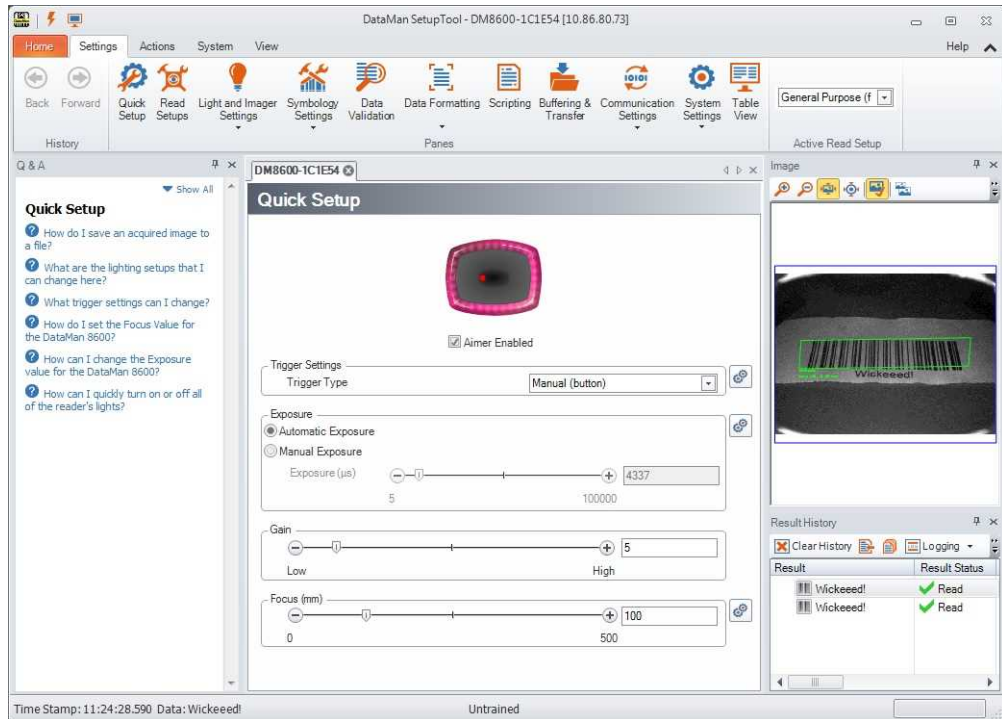 DataMan SetupTool - DM8600-1C1E54 [10.86.80.73]
Home Settings Actions System View Help
Back Forward Quick Setup Read Setups Light and Imager Settings Symbology Settings Data Validation Data Formatting Scripting Buffering & Transfer Communication Settings System Settings Table View General Purpose (f
History Panes Active Read Setup
Q & A
Show All
Quick Setup
How do I save an acquired image to
a file?
What are the lighting setups that I
can change here?
What trigger settings can I change?
How do I set the Focus Value for
the DataMan 8600?
How can I change the Exposure
value for the DataMan 8600?
How can I quickly turn on or off all
of the reader's lights?
DM8600-1C1E54
Quick Setup
Aimer Enabled
Trigger Settings
Trigger Type Manual (button)
Exposure
Automatic Exposure
Manual Exposure
Exposure (µs) 4337
5 100000
Gain
5
Low High
Focus (mm)
100
0 500
Image
Wickeeed!
Result History
Clear History Logging
Result Result Status
Wickeeed! Read
Wickeeed! Read
Time Stamp: 11:24:28.590 Data: Wickeeed! Untrained